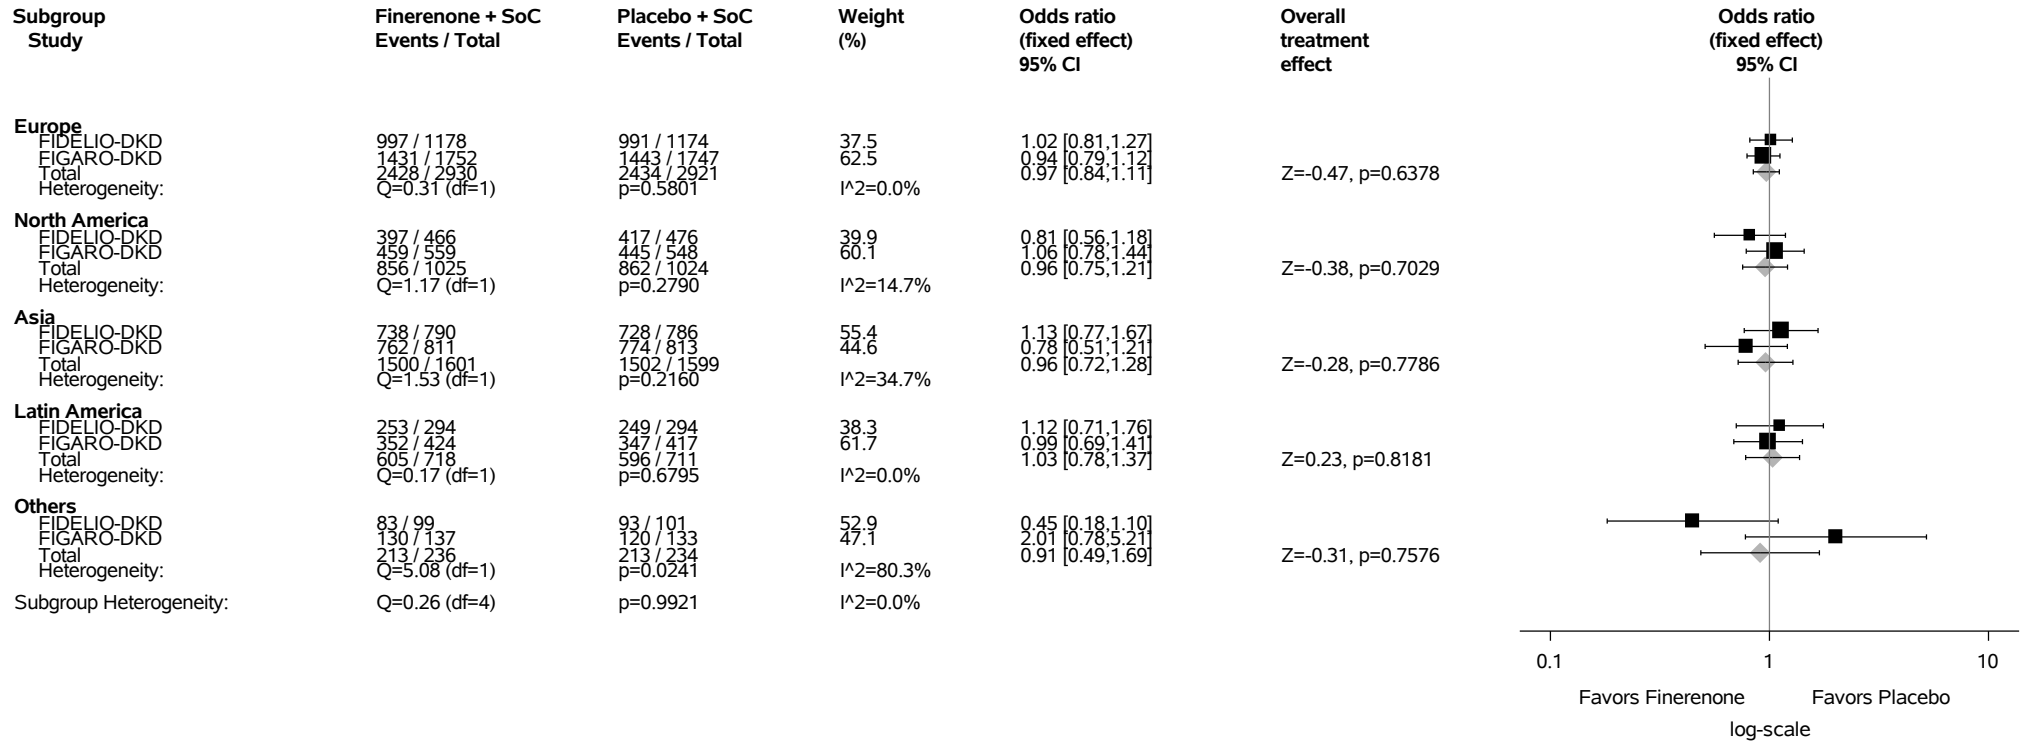 Subgroup Finerenone + SoC Placebo + SoC Weight Odds ratio Overall Odds ratio
Study Events / Total Events / Total (%) (fixed effect) treatment (fixed effect)
95% CI effect 95% CI
Europe
FIDELIO-DKD 997 / 1178 991 / 1174 37.5 1.02 [0.81,1.27]
FIGARO-DKD 1431 / 1752 1443 / 1747 62.5 0.94 [0.79,1.12]
Total 2428 / 2930 2434 / 2921 0.97 [0.84,1.11] Z=-0.47, p=0.6378
Heterogeneity: Q=0.31 (df=1) p=0.5801 I^2=0.0%
North America
FIDELIO-DKD 397 / 466 417 / 476 39.9 0.81 [0.56,1.18]
FIGARO-DKD 459 / 559 445 / 548 60.1 1.06 [0.78,1.44]
Total 856 / 1025 862 / 1024 0.96 [0.75,1.21] Z=-0.38, p=0.7029
Heterogeneity: Q=1.17 (df=1) p=0.2790 I^2=14.7%
Asia
FIDELIO-DKD 738 / 790 728 / 786 55.4 1.13 [0.77,1.67]
FIGARO-DKD 762 / 811 774 / 813 44.6 0.78 [0.51,1.21]
Total 1500 / 1601 1502 / 1599 0.96 [0.72,1.28] Z=-0.28, p=0.7786
Heterogeneity: Q=1.53 (df=1) p=0.2160 I^2=34.7%
Latin America
FIDELIO-DKD 253 / 294 249 / 294 38.3 1.12 [0.71,1.76]
FIGARO-DKD 352 / 424 347 / 417 61.7 0.99 [0.69,1.41]
Total 605 / 718 596 / 711 1.03 [0.78,1.37] Z=0.23, p=0.8181
Heterogeneity: Q=0.17 (df=1) p=0.6795 I^2=0.0%
Others
FIDELIO-DKD 83 / 99 93 / 101 52.9 0.45 [0.18,1.10]
FIGARO-DKD 130 / 137 120 / 133 47.1 2.01 [0.78,5.21]
Total 213 / 236 213 / 234 0.91 [0.49,1.69] Z=-0.31, p=0.7576
Heterogeneity: Q=5.08 (df=1) p=0.0241 I^2=80.3%
Subgroup Heterogeneity: Q=0.26 (df=4) p=0.9921 I^2=0.0%
0.1 1 10
Favors Finerenone Favors Placebo
log-scale